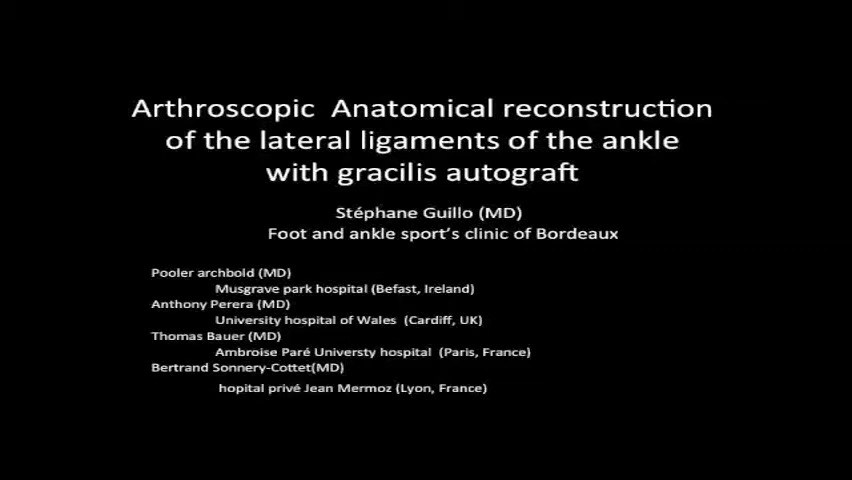 Arthroscopic Anatomical reconstruction
of the lateral ligaments of the ankle
with gracilis autograft
Stéphane Guillo (MD)
Foot and ankle sport's clinic of Bordeaux
Pooler archbold (MD)
Musgrave park hospital (Befast, Ireland)
Anthony Perera (MD)
University hospital of Wales (Cardiff, UK)
Thomas Bauer (MD)
Ambroise Paré Universty hospital (Paris, France)
Bertrand Sonnery-Cottet(MD)
hopital privé Jean Mermoz (Lyon, France)